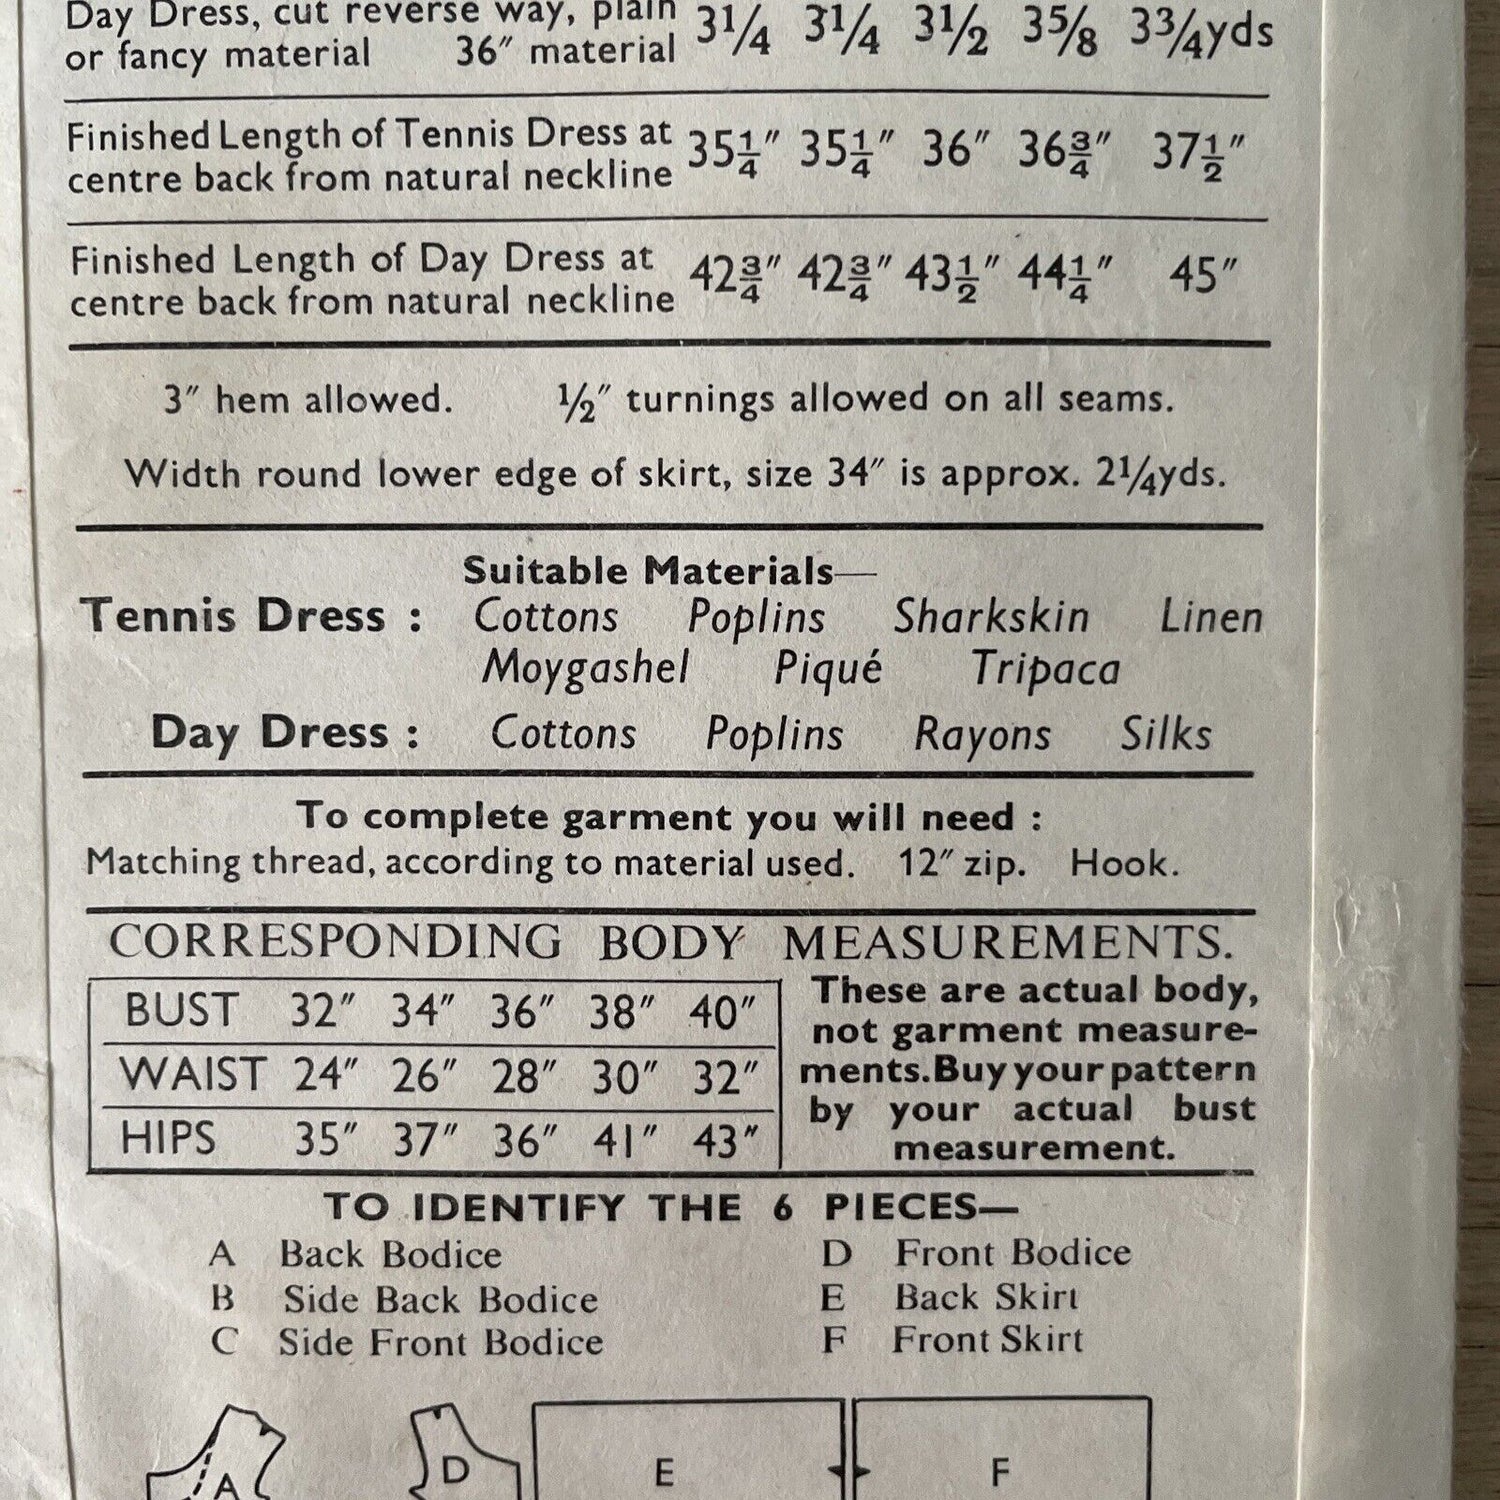 Day Dress, cut reverse way, plain
or fancy material 36″ material 3¼ 3¼ 3½ 3⅝ 3¾yds
Finished Length of Tennis Dress at
centre back from natural neckline 35¼″ 35¼″ 36″ 36¾″ 37½″
Finished Length of Day Dress at
centre back from natural neckline 42¾″ 42¾″ 43½″ 44¼″ 45″
3″ hem allowed. ½″ turnings allowed on all seams.
Width round lower edge of skirt, size 34″ is approx. 2¼yds.
Suitable Materials—
Tennis Dress : Cottons Poplins Sharkskin Linen
Moygashel Piqué Tripaca
Day Dress : Cottons Poplins Rayons Silks
To complete garment you will need :
Matching thread, according to material used. 12″ zip. Hook.
CORRESPONDING BODY MEASUREMENTS.
BUST 32″ 34″ 36″ 38″ 40″
WAIST 24″ 26″ 28″ 30″ 32″
HIPS 35″ 37″ 36″ 41″ 43″
These are actual body,
not garment measure-
ments. Buy your pattern
by your actual bust
measurement.
TO IDENTIFY THE 6 PIECES—
A Back Bodice
B Side Back Bodice
C Side Front Bodice
D Front Bodice
E Back Skirt
F Front Skirt
A D E F